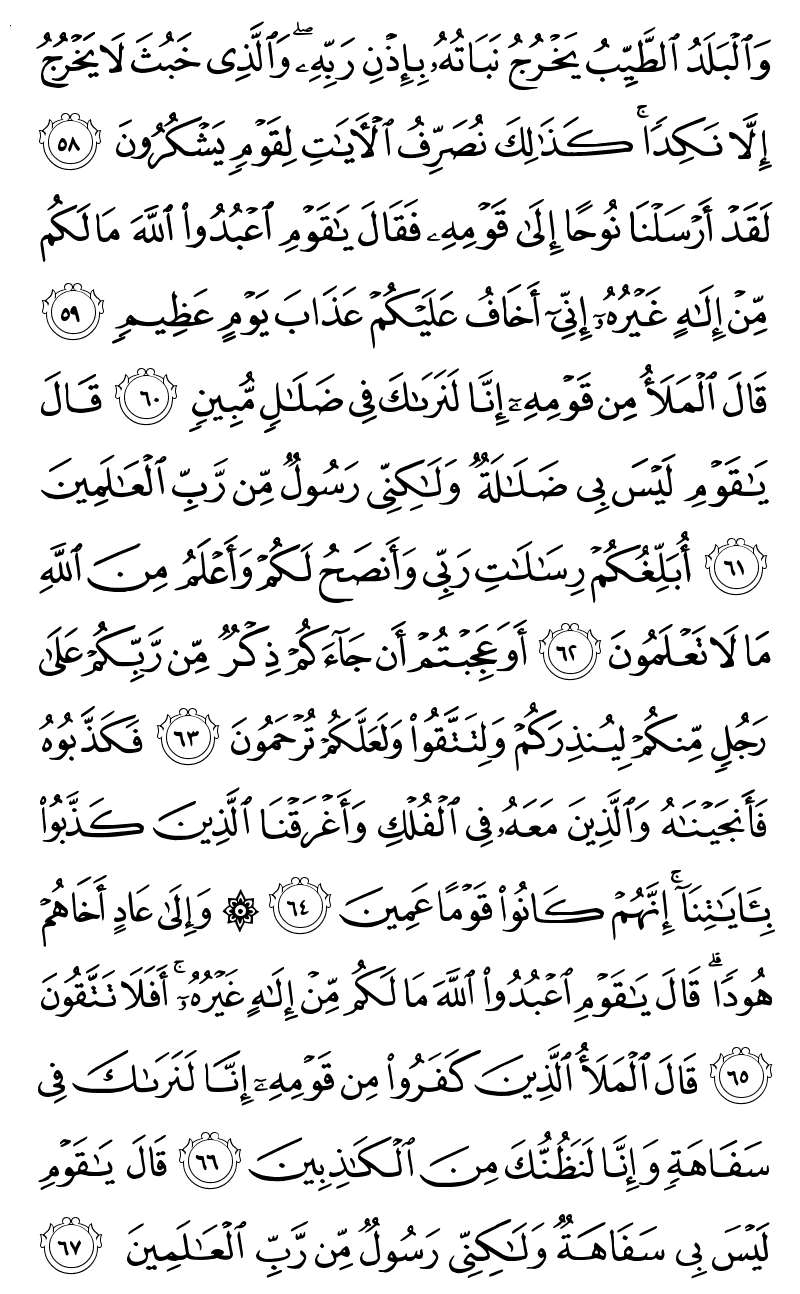 وَٱلْبَلَدُ ٱلطَّيِّبُ يَخْرُجُ نَبَاتُهُۥ بِإِذْنِ رَبِّهِۦ ۖ وَٱلَّذِى خَبُثَ لَا يَخْرُجُ
إِلَّا نَكِدًا ۚ كَذَٰلِكَ نُصَرِّفُ ٱلْـَٔايَـٰتِ لِقَوْمٍ يَشْكُرُونَ ٥٨
لَقَدْ أَرْسَلْنَا نُوحًا إِلَىٰ قَوْمِهِۦ فَقَالَ يَـٰقَوْمِ ٱعْبُدُوا۟ ٱللَّهَ مَا لَكُم
مِّنْ إِلَـٰهٍ غَيْرُهُۥٓ إِنِّىٓ أَخَافُ عَلَيْكُمْ عَذَابَ يَوْمٍ عَظِيمٍ ٥٩
قَالَ ٱلْمَلَأُ مِن قَوْمِهِۦٓ إِنَّا لَنَرَىٰكَ فِى ضَلَـٰلٍ مُّبِينٍ ٦٠ قَالَ
يَـٰقَوْمِ لَيْسَ بِى ضَلَـٰلَةٌ وَلَـٰكِنِّى رَسُولٌ مِّن رَّبِّ ٱلْعَـٰلَمِينَ
٦١ أُبَلِّغُكُمْ رِسَـٰلَـٰتِ رَبِّى وَأَنصَحُ لَكُمْ وَأَعْلَمُ مِنَ ٱللَّهِ
مَا لَا تَعْلَمُونَ ٦٢ أَوَعَجِبْتُمْ أَن جَآءَكُمْ ذِكْرٌ مِّن رَّبِّكُمْ عَلَىٰ
رَجُلٍ مِّنكُمْ لِيُنذِرَكُمْ وَلِتَتَّقُوا۟ وَلَعَلَّكُمْ تُرْحَمُونَ ٦٣ فَكَذَّبُوهُ
فَأَنجَيْنَـٰهُ وَٱلَّذِينَ مَعَهُۥ فِى ٱلْفُلْكِ وَأَغْرَقْنَا ٱلَّذِينَ كَذَّبُوا۟
بِـَٔايَـٰتِنَآ ۚ إِنَّهُمْ كَانُوا۟ قَوْمًا عَمِينَ ٦٤ ۞ وَإِلَىٰ عَادٍ أَخَاهُمْ
هُودًا ۗ قَالَ يَـٰقَوْمِ ٱعْبُدُوا۟ ٱللَّهَ مَا لَكُم مِّنْ إِلَـٰهٍ غَيْرُهُۥٓ ۚ أَفَلَا تَتَّقُونَ
٦٥ قَالَ ٱلْمَلَأُ ٱلَّذِينَ كَفَرُوا۟ مِن قَوْمِهِۦٓ إِنَّا لَنَرَىٰكَ فِى
سَفَاهَةٍ وَإِنَّا لَنَظُنُّكَ مِنَ ٱلْكَـٰذِبِينَ ٦٦ قَالَ يَـٰقَوْمِ
لَيْسَ بِى سَفَاهَةٌ وَلَـٰكِنِّى رَسُولٌ مِّن رَّبِّ ٱلْعَـٰلَمِينَ ٦٧